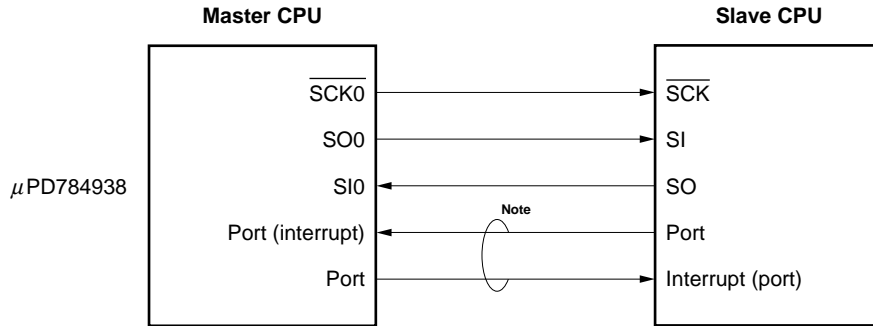 Master CPU
Slave CPU
SCK0
SCK
SO0
SI
μPD784938
SI0
SO
Note
Port (interrupt)
Port
Port
Interrupt (port)